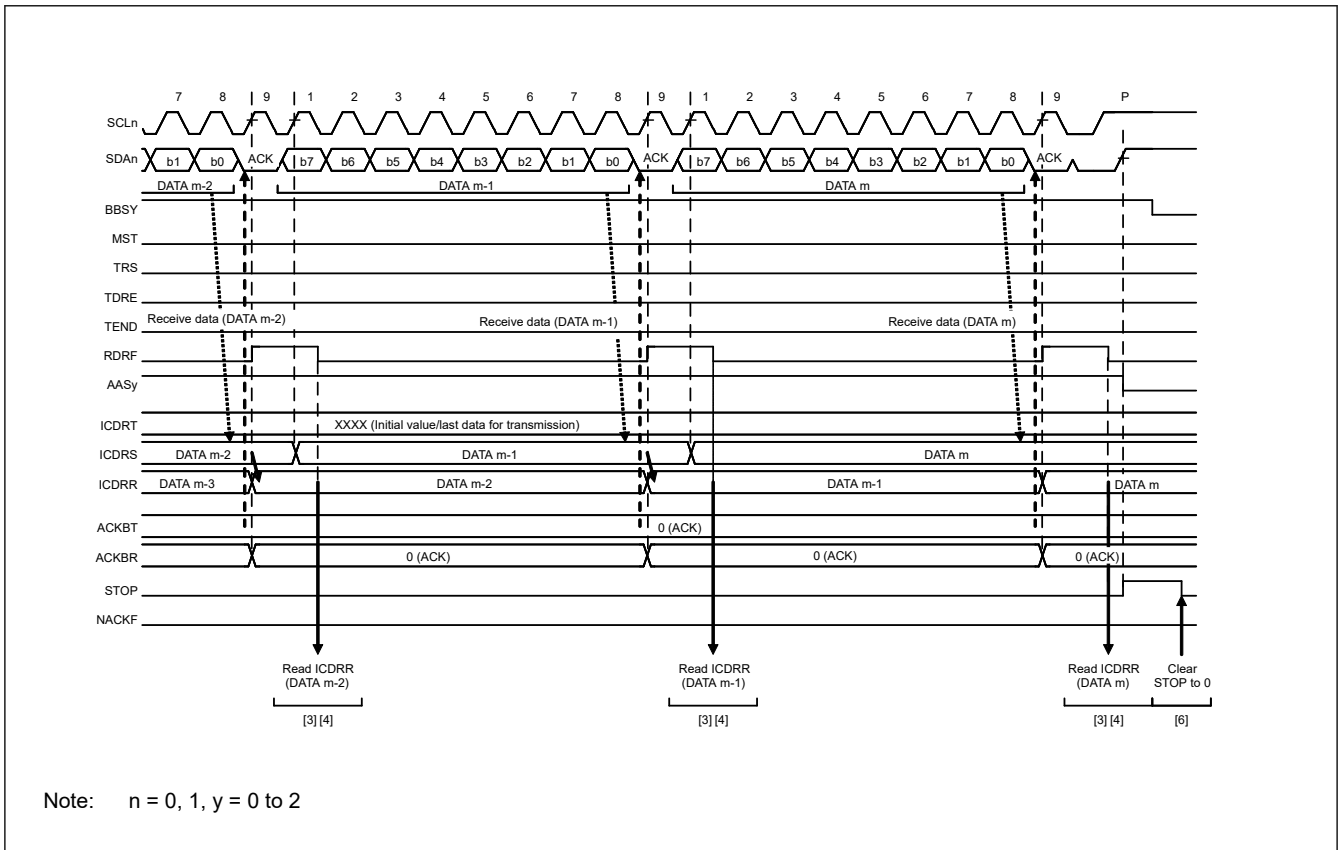 7 8 9 1 2 3 4 5 6 7 8 9 1 2 3 4 5 6 7 8 9 P
SCLn
SDAn b1 b0 ACK b7 b6 b5 b4 b3 b2 b1 b0 ACK b7 b6 b5 b4 b3 b2 b1 b0 ACK
DATA m-2 DATA m-1 DATA m
BBSY
MST
TRS
TDRE
Receive data (DATA m-2) Receive data (DATA m-1) Receive data (DATA m)
TEND
RDRF
AASy
ICDRT XXXX (Initial value/last data for transmission)
ICDRS DATA m-2 DATA m-1 DATA m
ICDRR DATA m-3 DATA m-2 DATA m-1 DATA m
ACKBT 0 (ACK)
ACKBR 0 (ACK) 0 (ACK) 0 (ACK)
STOP
NACKF
Read ICDRR Read ICDRR Read ICDRR Clear
(DATA m-2) (DATA m-1) (DATA m) STOP to 0
[3] [4] [3] [4] [3] [4] [6]
Note: n = 0, 1, y = 0 to 2